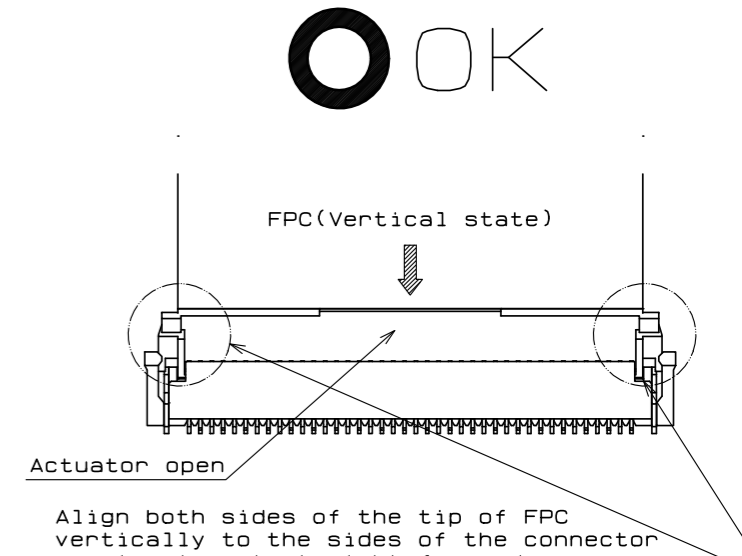 OK
FPC(Vertical state)
Actuator open
Align both sides of the tip of FPC
vertically to the sides of the connector